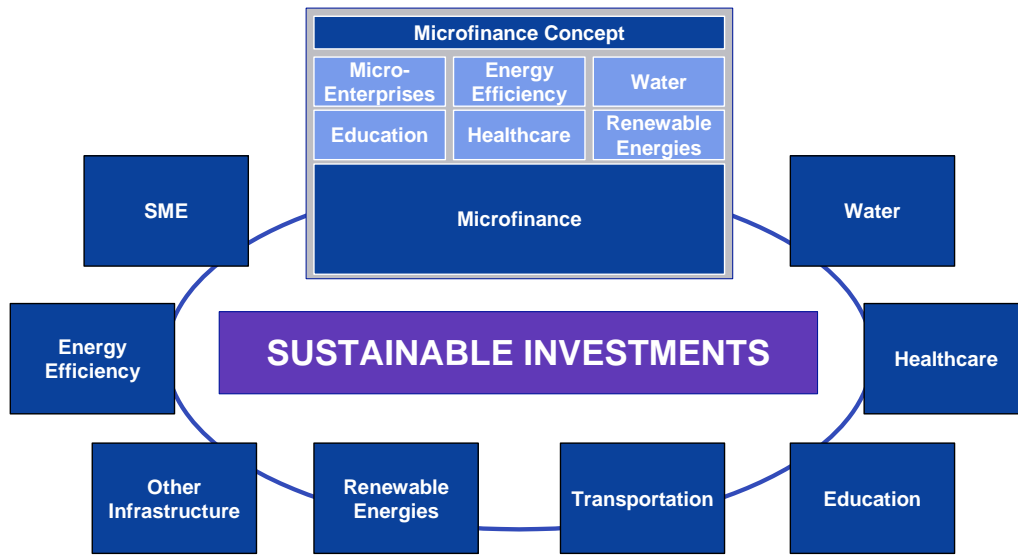 Microfinance Concept
Micro-
Enterprises
Energy
Efficiency
Water
Education
Healthcare
Renewable
Energies
Microfinance
SME
Water
SUSTAINABLE INVESTMENTS
Energy
Efficiency
Healthcare
Other
Infrastructure
Renewable
Energies
Transportation
Education